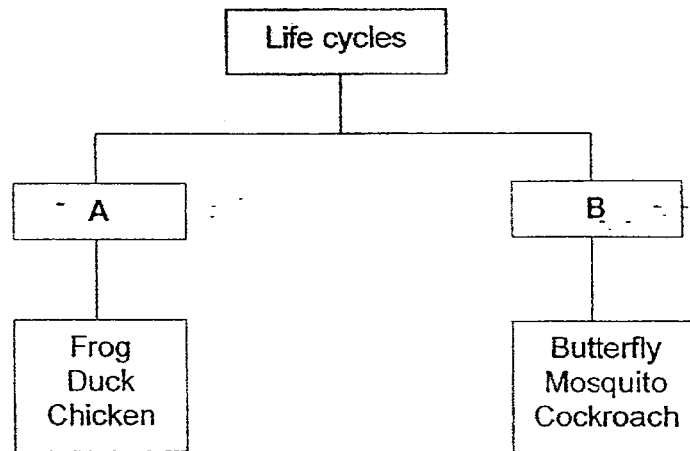 Life cycles
A
B
Frog
Duck
Chicken
Butterfly
Mosquito
Cockroach